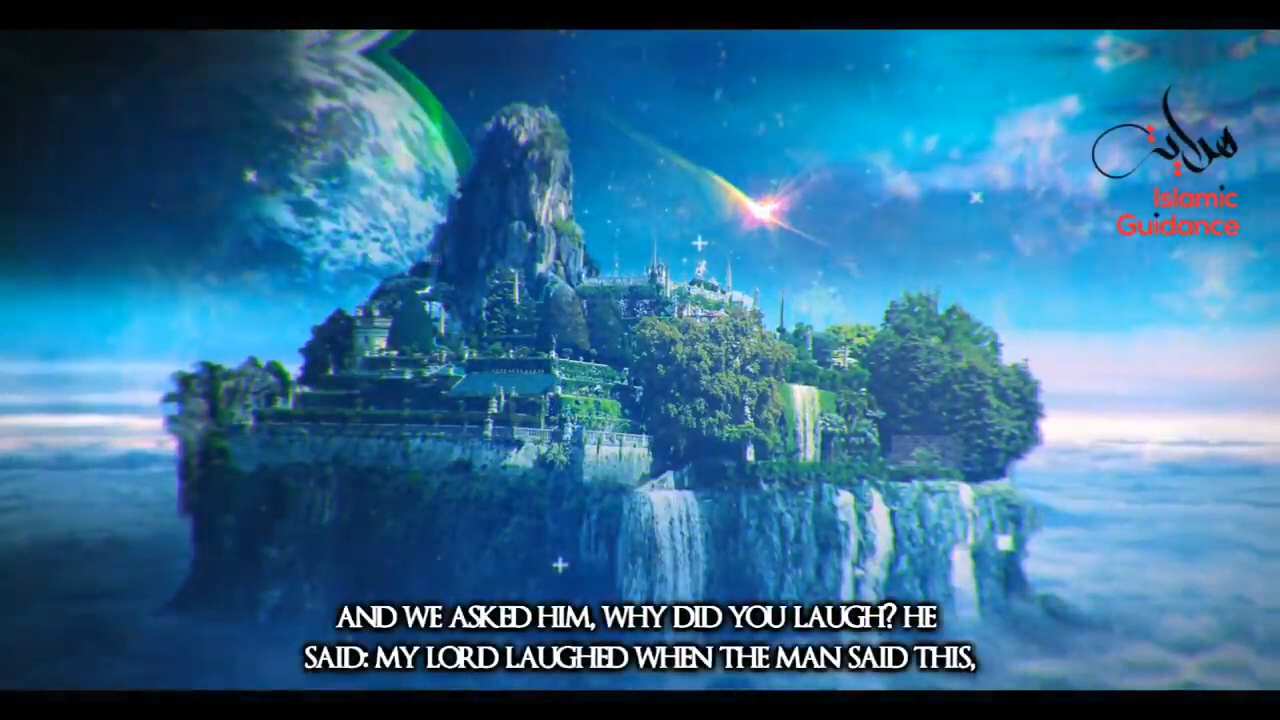 هداية
Islamic
Guidance
AND WE ASKED HIM, WHY DID YOU LAUGH? HE
SAID: MY LORD LAUGHED WHEN THE MAN SAID THIS,